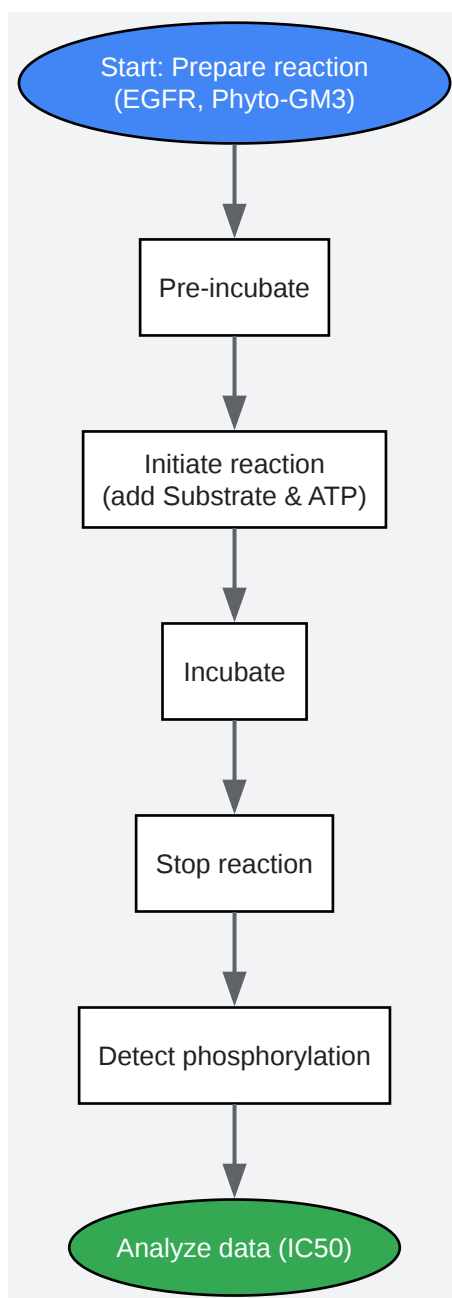 Start: Prepare reaction
(EGFR, Phyto-GM3)
Pre-incubate
Initiate reaction
(add Substrate & ATP)
Incubate
Stop reaction
Detect phosphorylation
Analyze data (IC50)